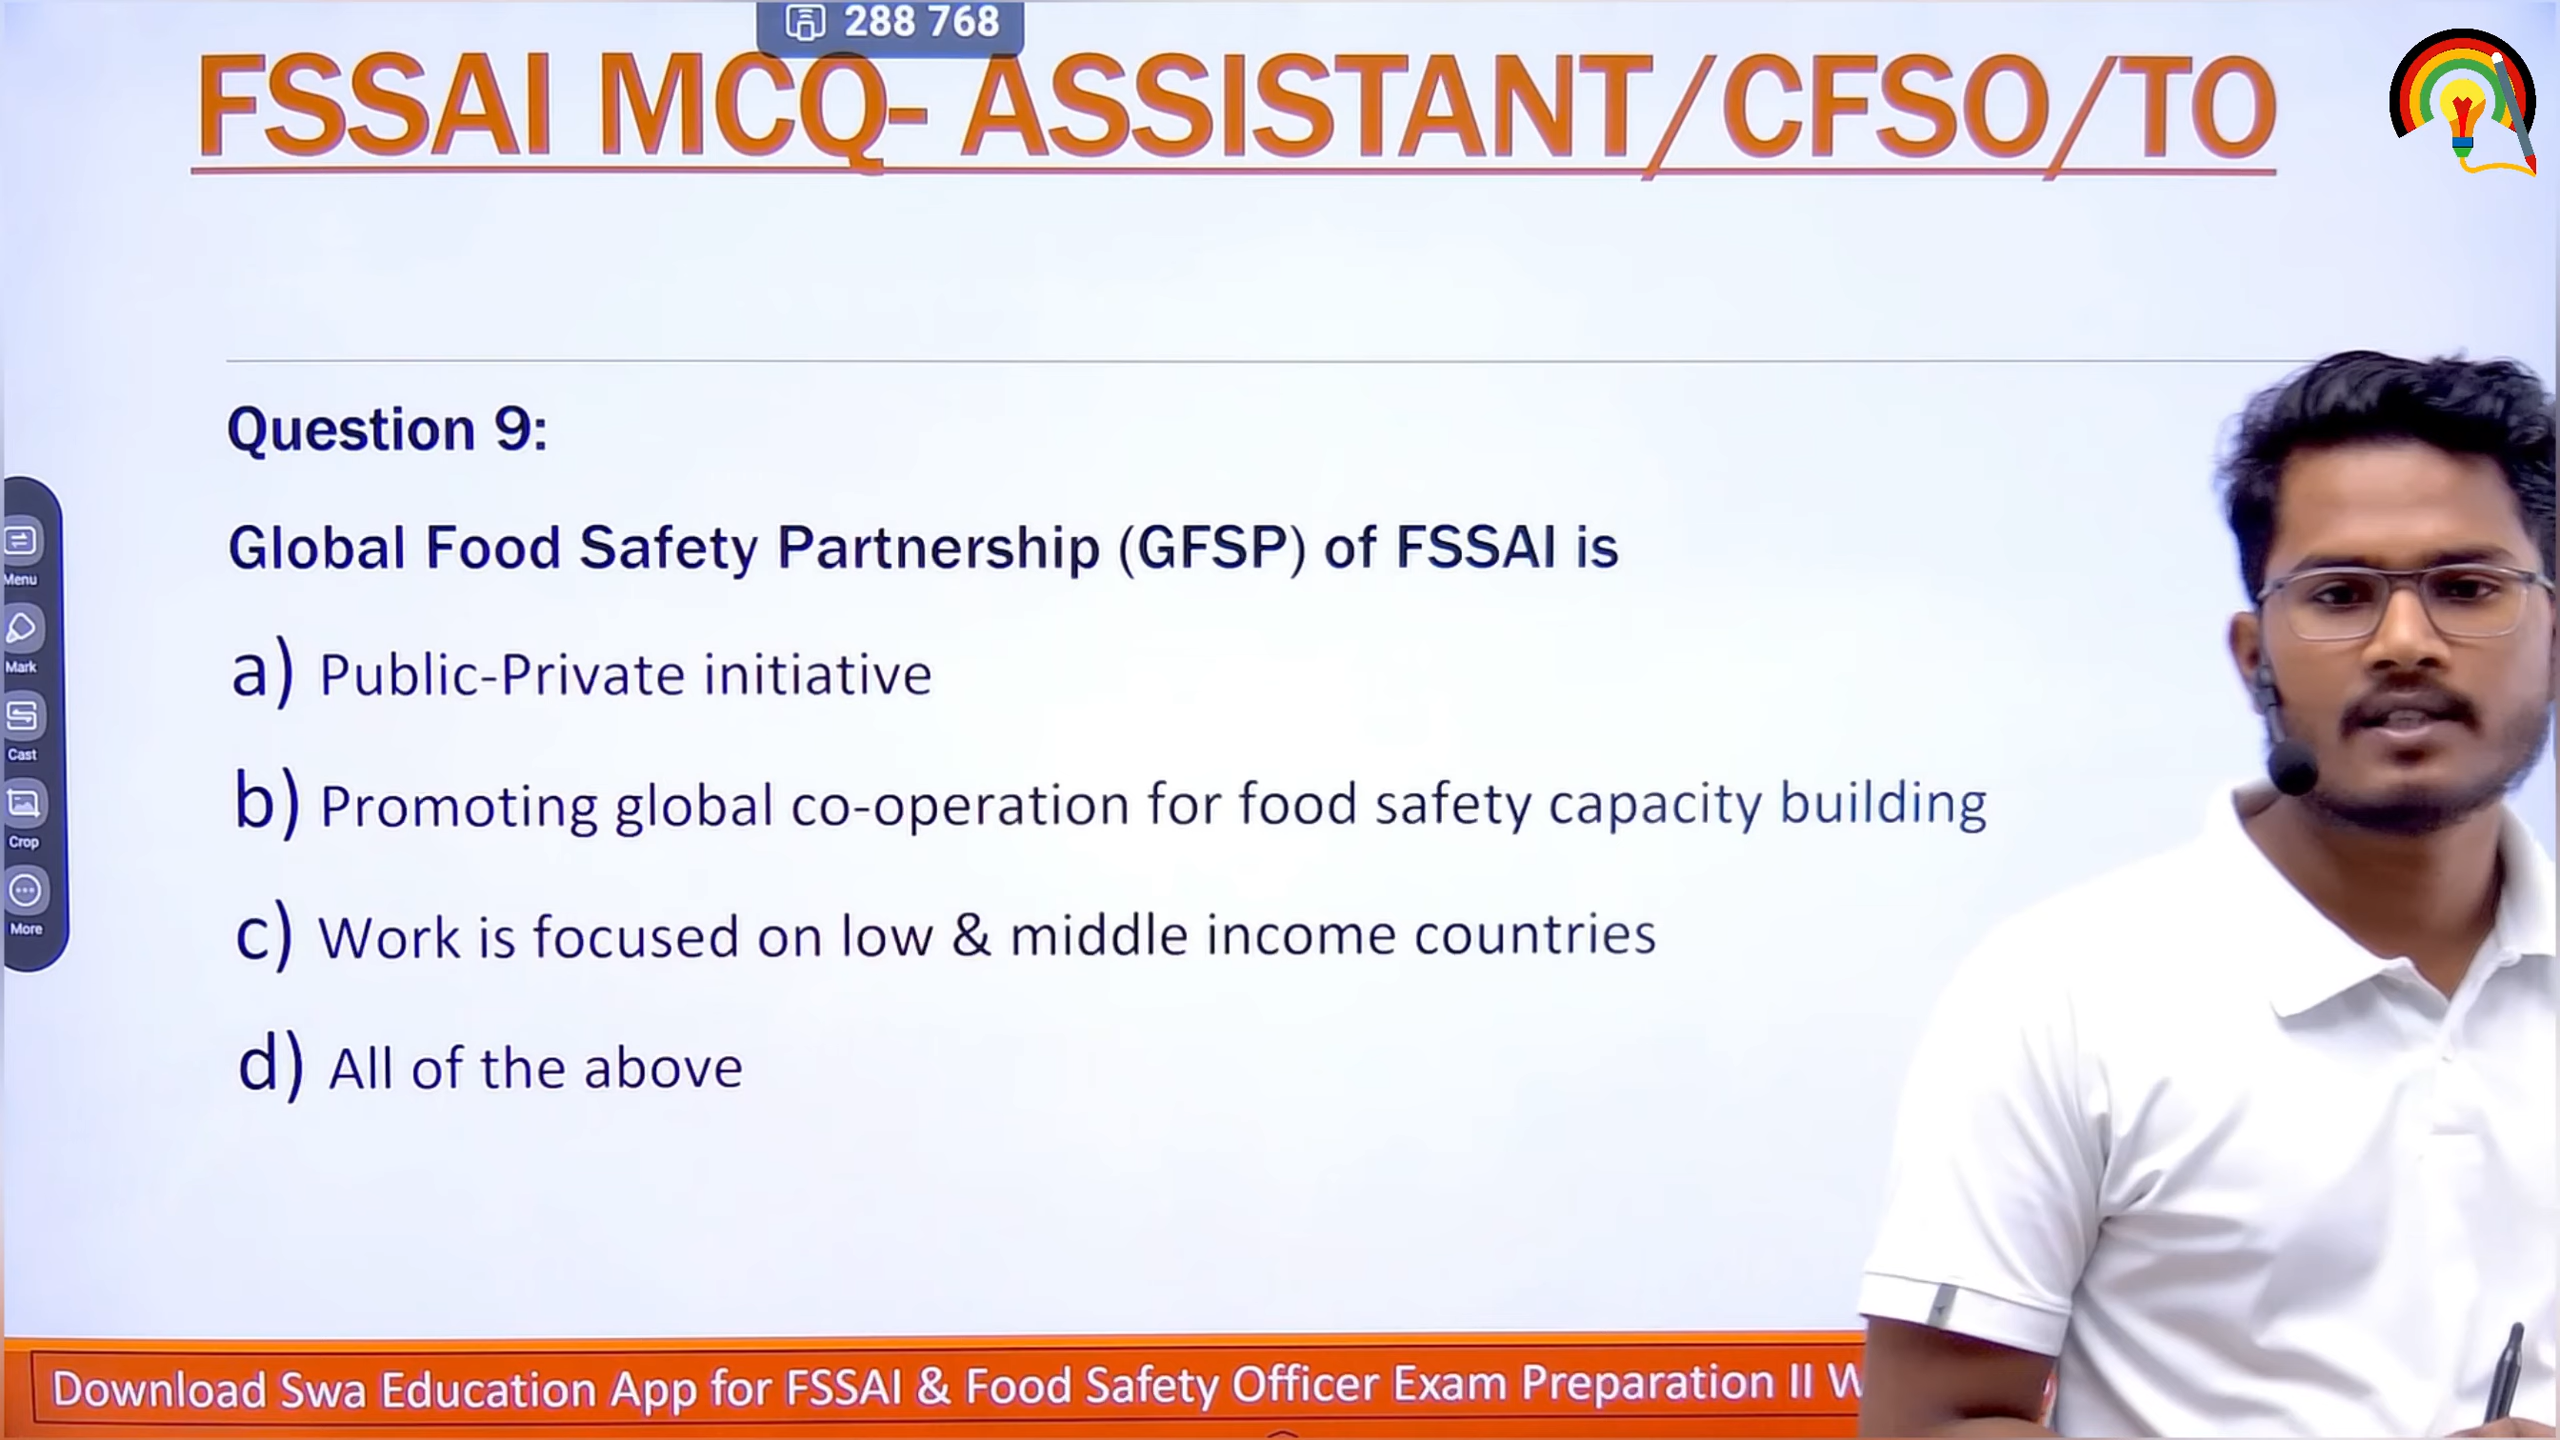 288 768
FSSAI MCQ- ASSISTANT/CFSO/TO
Question 9:
Global Food Safety Partnership (GFSP) of FSSAI is
a) Public-Private initiative
b) Promoting global co-operation for food safety capacity building
c) Work is focused on low & middle income countries
d) All of the above
Menu
Mark
Cast
Crop
More
Download Swa Education App for FSSAI & Food Safety Officer Exam Preparation II W